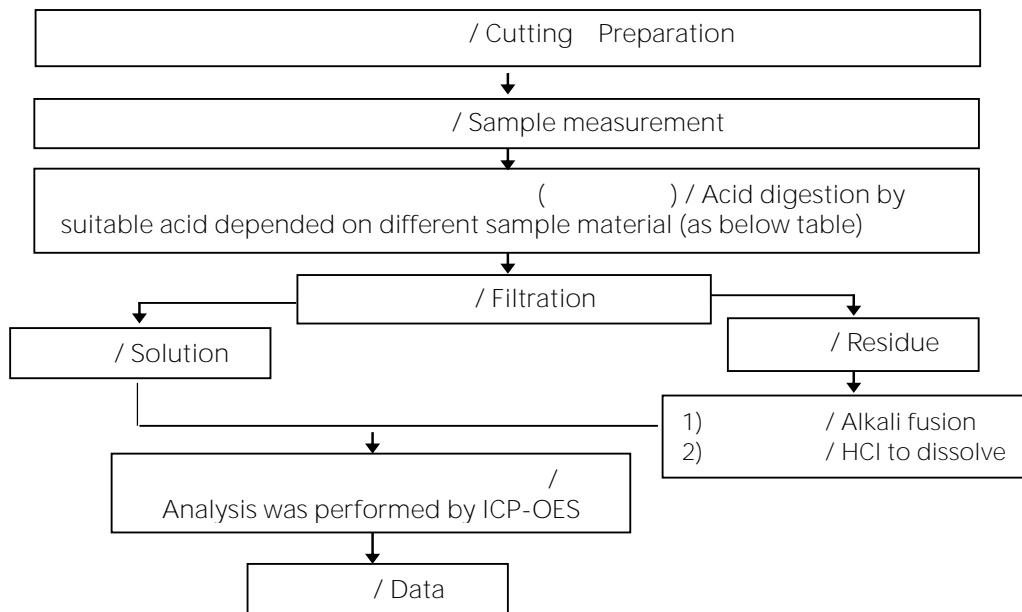 / Cutting Preparation
/ Sample measurement
( ) / Acid digestion by
suitable acid depended on different sample material (as below table)
/ Filtration
/ Solution
/ Residue
1) / Alkali fusion
2) / HCl to dissolve
/
Analysis was performed by ICP-OES
/ Data